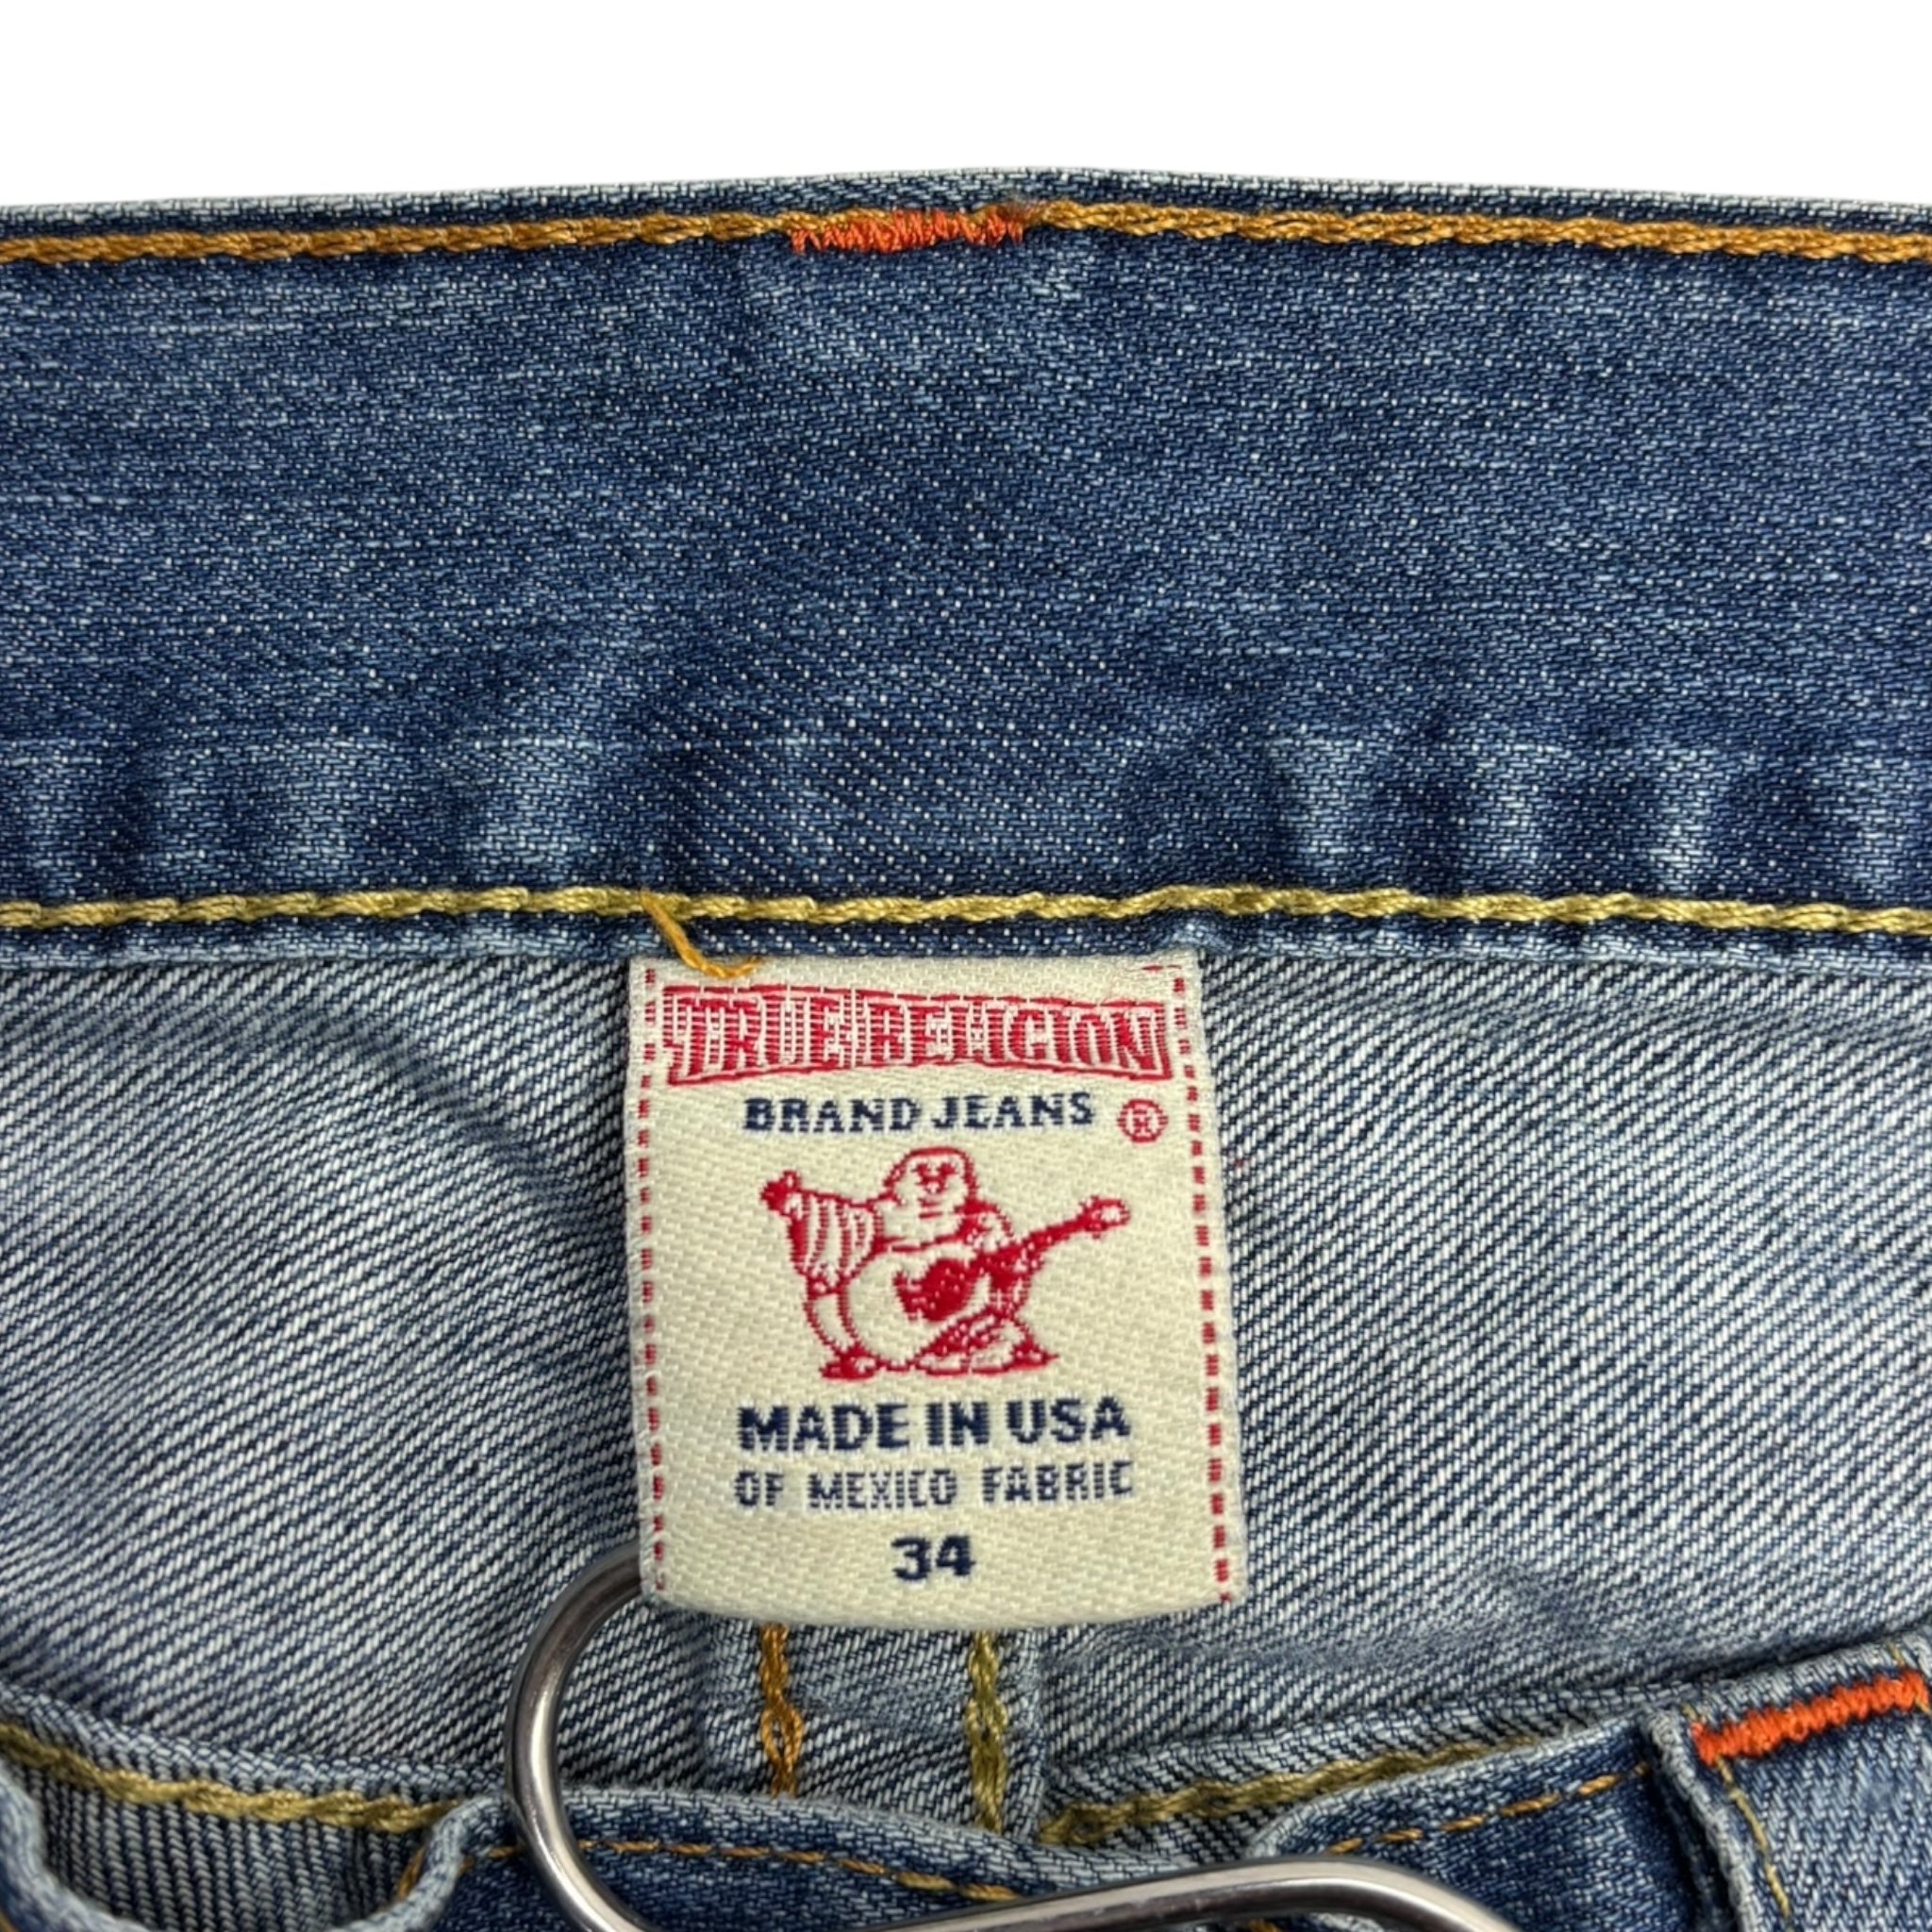 TRUE RELIGION
BRAND JEANS ®
MADE IN USA
OF MEXICO FABRIC
34